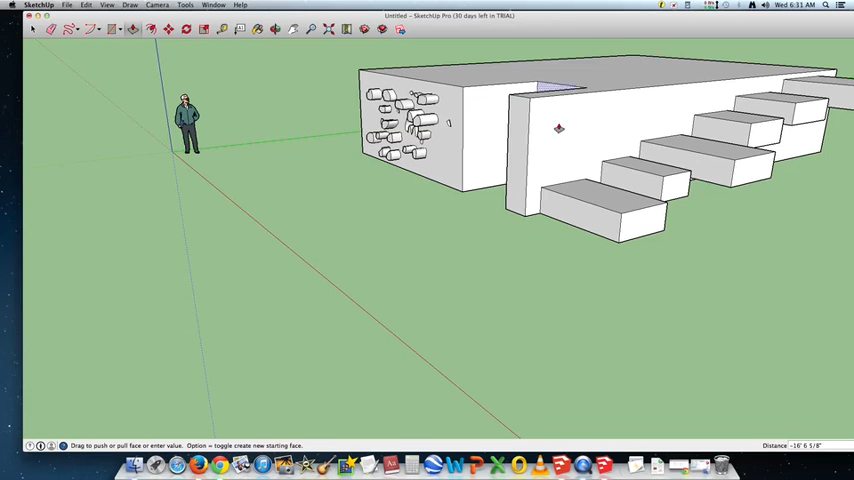 SketchUp File Edit View Draw Camera Tools Window Help
Wed 6:31 AM
Untitled - SketchUp Pro (30 days left in TRIAL)
Drag to push or pull face or enter value. Option = toggle create new starting face.
Distance -16' 6 5/8"